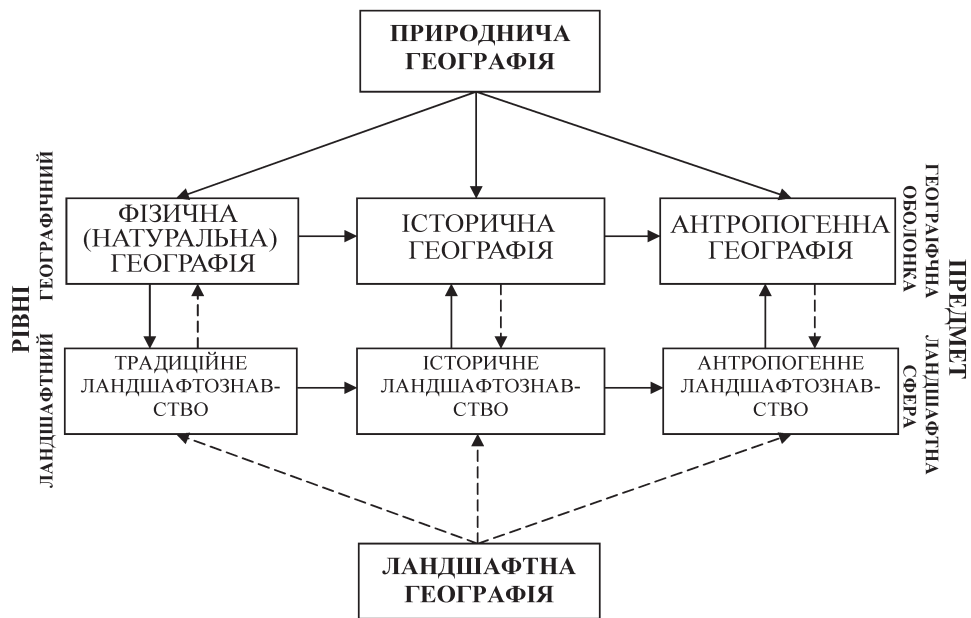 ПРИРОДНИЧА
ГЕОГРАФІЯ
РІВНІ
ГЕОГРАФІЧНИЙ
ФІЗИЧНА
(НАТУРАЛЬНА)
ГЕОГРАФІЯ
ІСТОРИЧНА
ГЕОГРАФІЯ
АНТРОПОГЕННА
ГЕОГРАФІЯ
ГЕОГРАІФЧНА
ОБОЛОНКА
ПРЕДМЕТ
ЛАНДШАФТНИЙ
ТРАДИЦІЙНЕ
ЛАНДШАФТОЗНАВ-
СТВО
ІСТОРИЧНЕ
ЛАНДШАФТОЗНАВ-
СТВО
АНТРОПОГЕННЕ
ЛАНДШАФТОЗНАВ-
СТВО
ЛАНДШАФТНА
СФЕРА
ЛАНДШАФТНА
ГЕОГРАФІЯ